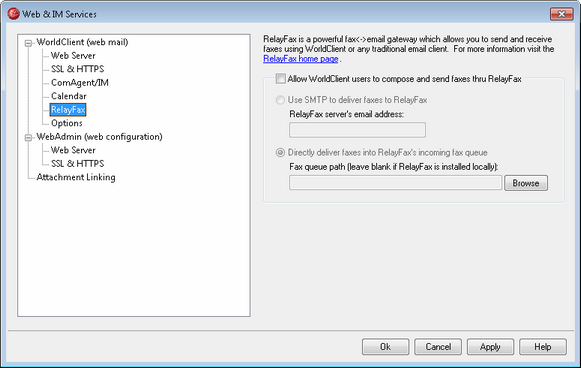 Web & IM Services
WorldClient (web mail)
Web Server
SSL & HTTPS
ComAgent/IM
Calendar
RelayFax
Options
WebAdmin (web configuration)
Web Server
SSL & HTTPS
Attachment Linking
RelayFax is a powerful fax<->email gateway which allows you to send and receive
faxes using WorldClient or any traditional email client. For more information visit the
RelayFax home page .
Allow WorldClient users to compose and send faxes thru RelayFax
Use SMTP to deliver faxes to RelayFax
RelayFax server's email address:
Directly deliver faxes into RelayFax's incoming fax queue
Fax queue path (leave blank if RelayFax is installed locally):
Browse
Ok Cancel Apply Help